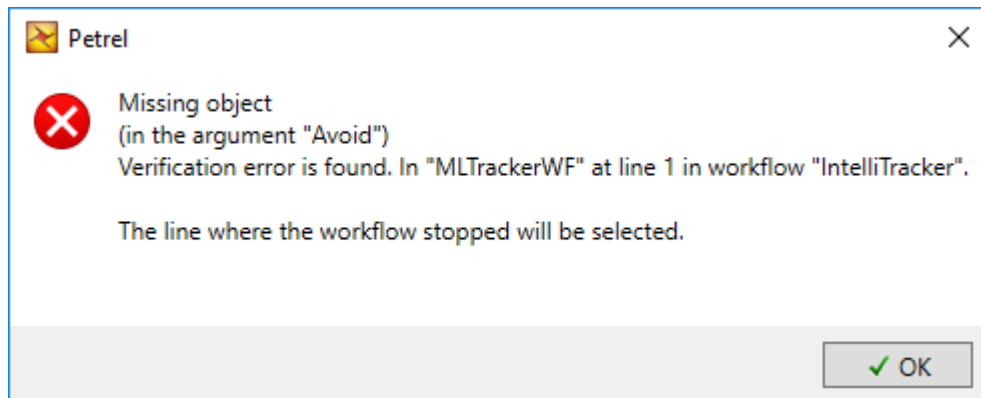 Petrel
Missing object
(in the argument "Avoid")
Verification error is found. In "MLTrackerWF" at line 1 in workflow "IntelliTracker".
The line where the workflow stopped will be selected.
OK